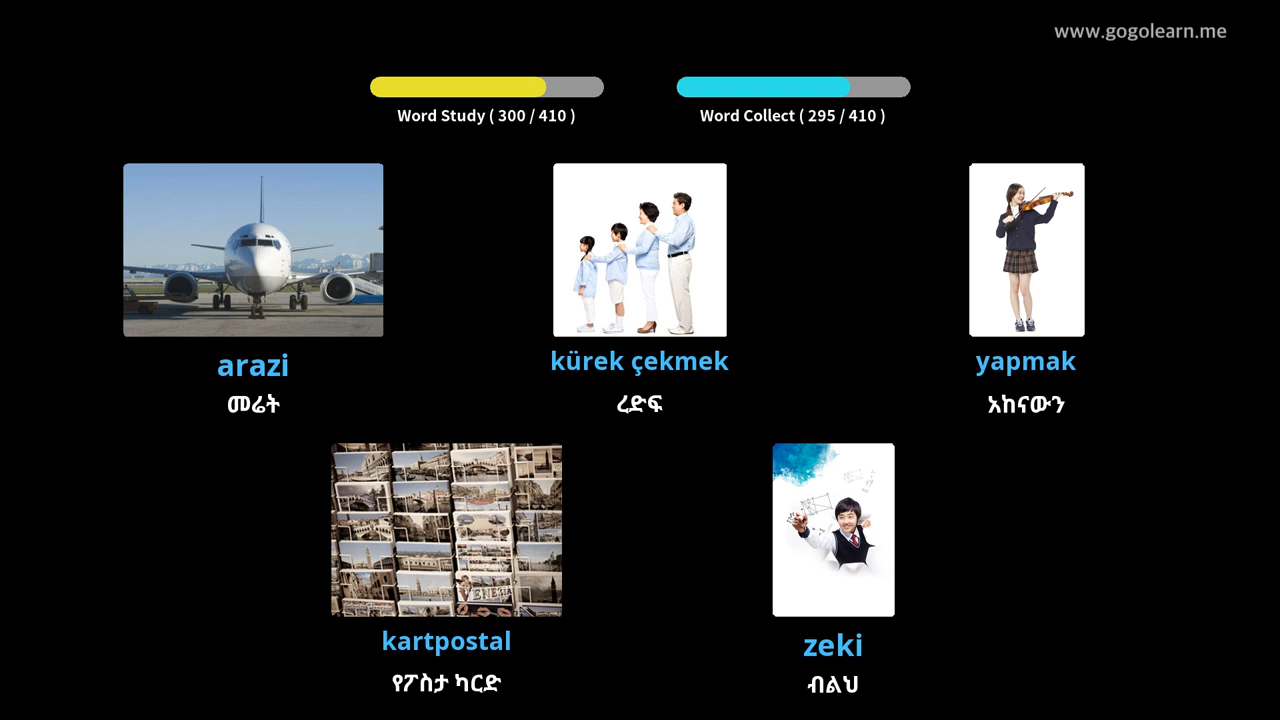 www.gogolearn.me
Word Study ( 300 / 410 )
Word Collect ( 295 / 410 )
arazi
መሬት
kürek çekmek
ረድፍ
yapmak
አከናውን
VENEZIA
kartpostal
የፖስታ ካርድ
zeki
ብልህ